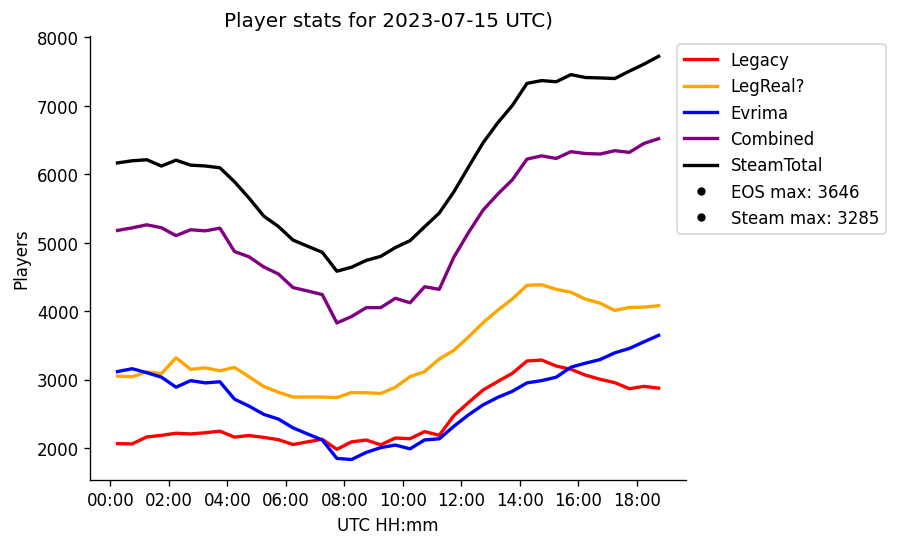 Player stats for 2023-07-15 UTC)
8000
7000
6000
5000
4000
3000
2000
Players
00:00 02:00 04:00 06:00 08:00 10:00 12:00 14:00 16:00 18:00
UTC HH:mm
Legacy
LegReal?
Evrima
Combined
SteamTotal
EOS max: 3646
Steam max: 3285